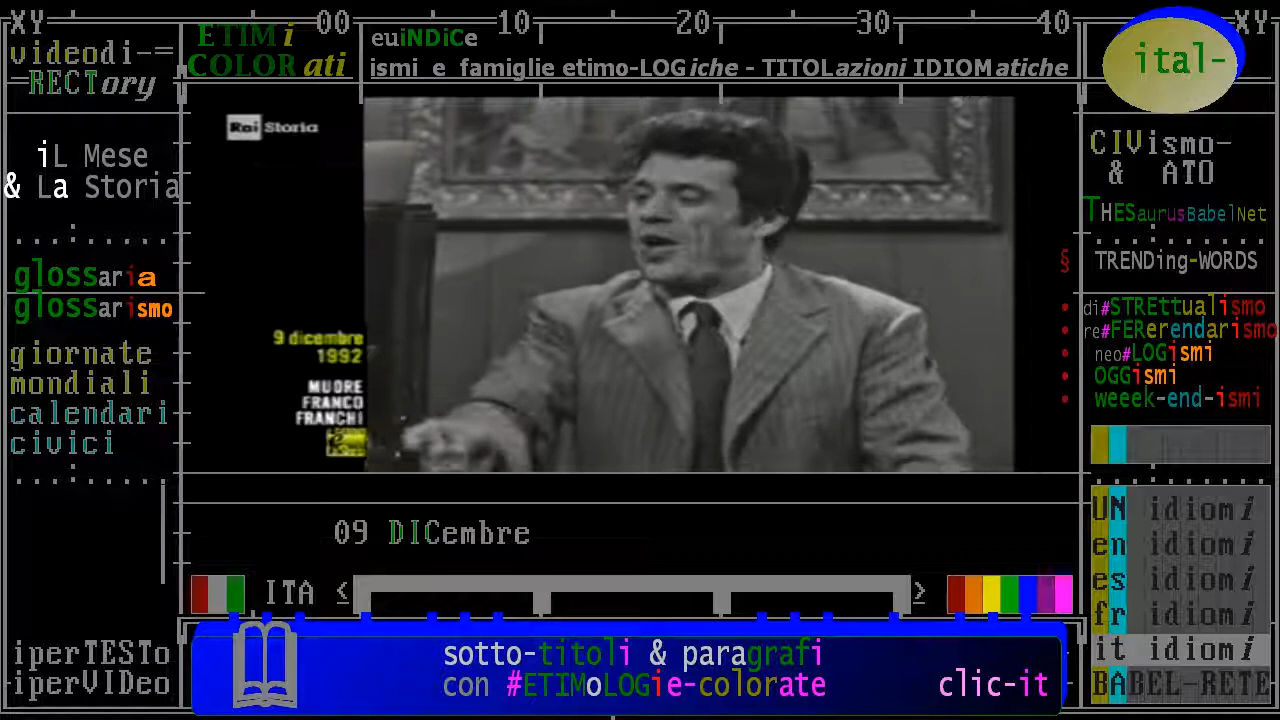 XY 00 10 20 30 40 XY
videodi-=
=RECTory
ETIMi
COLORati
euiNDiCe
ismi e famiglie etimo-LOGiche - TITOLazioni IDIOMatiche
ital-
iL Mese
& La Storia
...:.....
glossaria
glossarismo
giornate
mondiali
calendari
civici
...:.....
iperTESTo
-iperVIDeo
Rai Storia
9 dicembre
1992
MUORE
FRANCO
FRANCHI
09 DICembre
ITA < >
sotto-titoli & paragrafi
con #ETIMoLOGie-colorate clic-it
CIVismo-
& ATO
THESaurusBabelNet
...:.....
TRENDing-WORDS
§
di#STREttualismo
re#FERerendarismo
neo#LOGismi
OGGismi
weeek-end-ismi
...:.....
UN idiomi
en idiomi
es idiomi
fr idiomi
it idiomi
BABEL-RETE